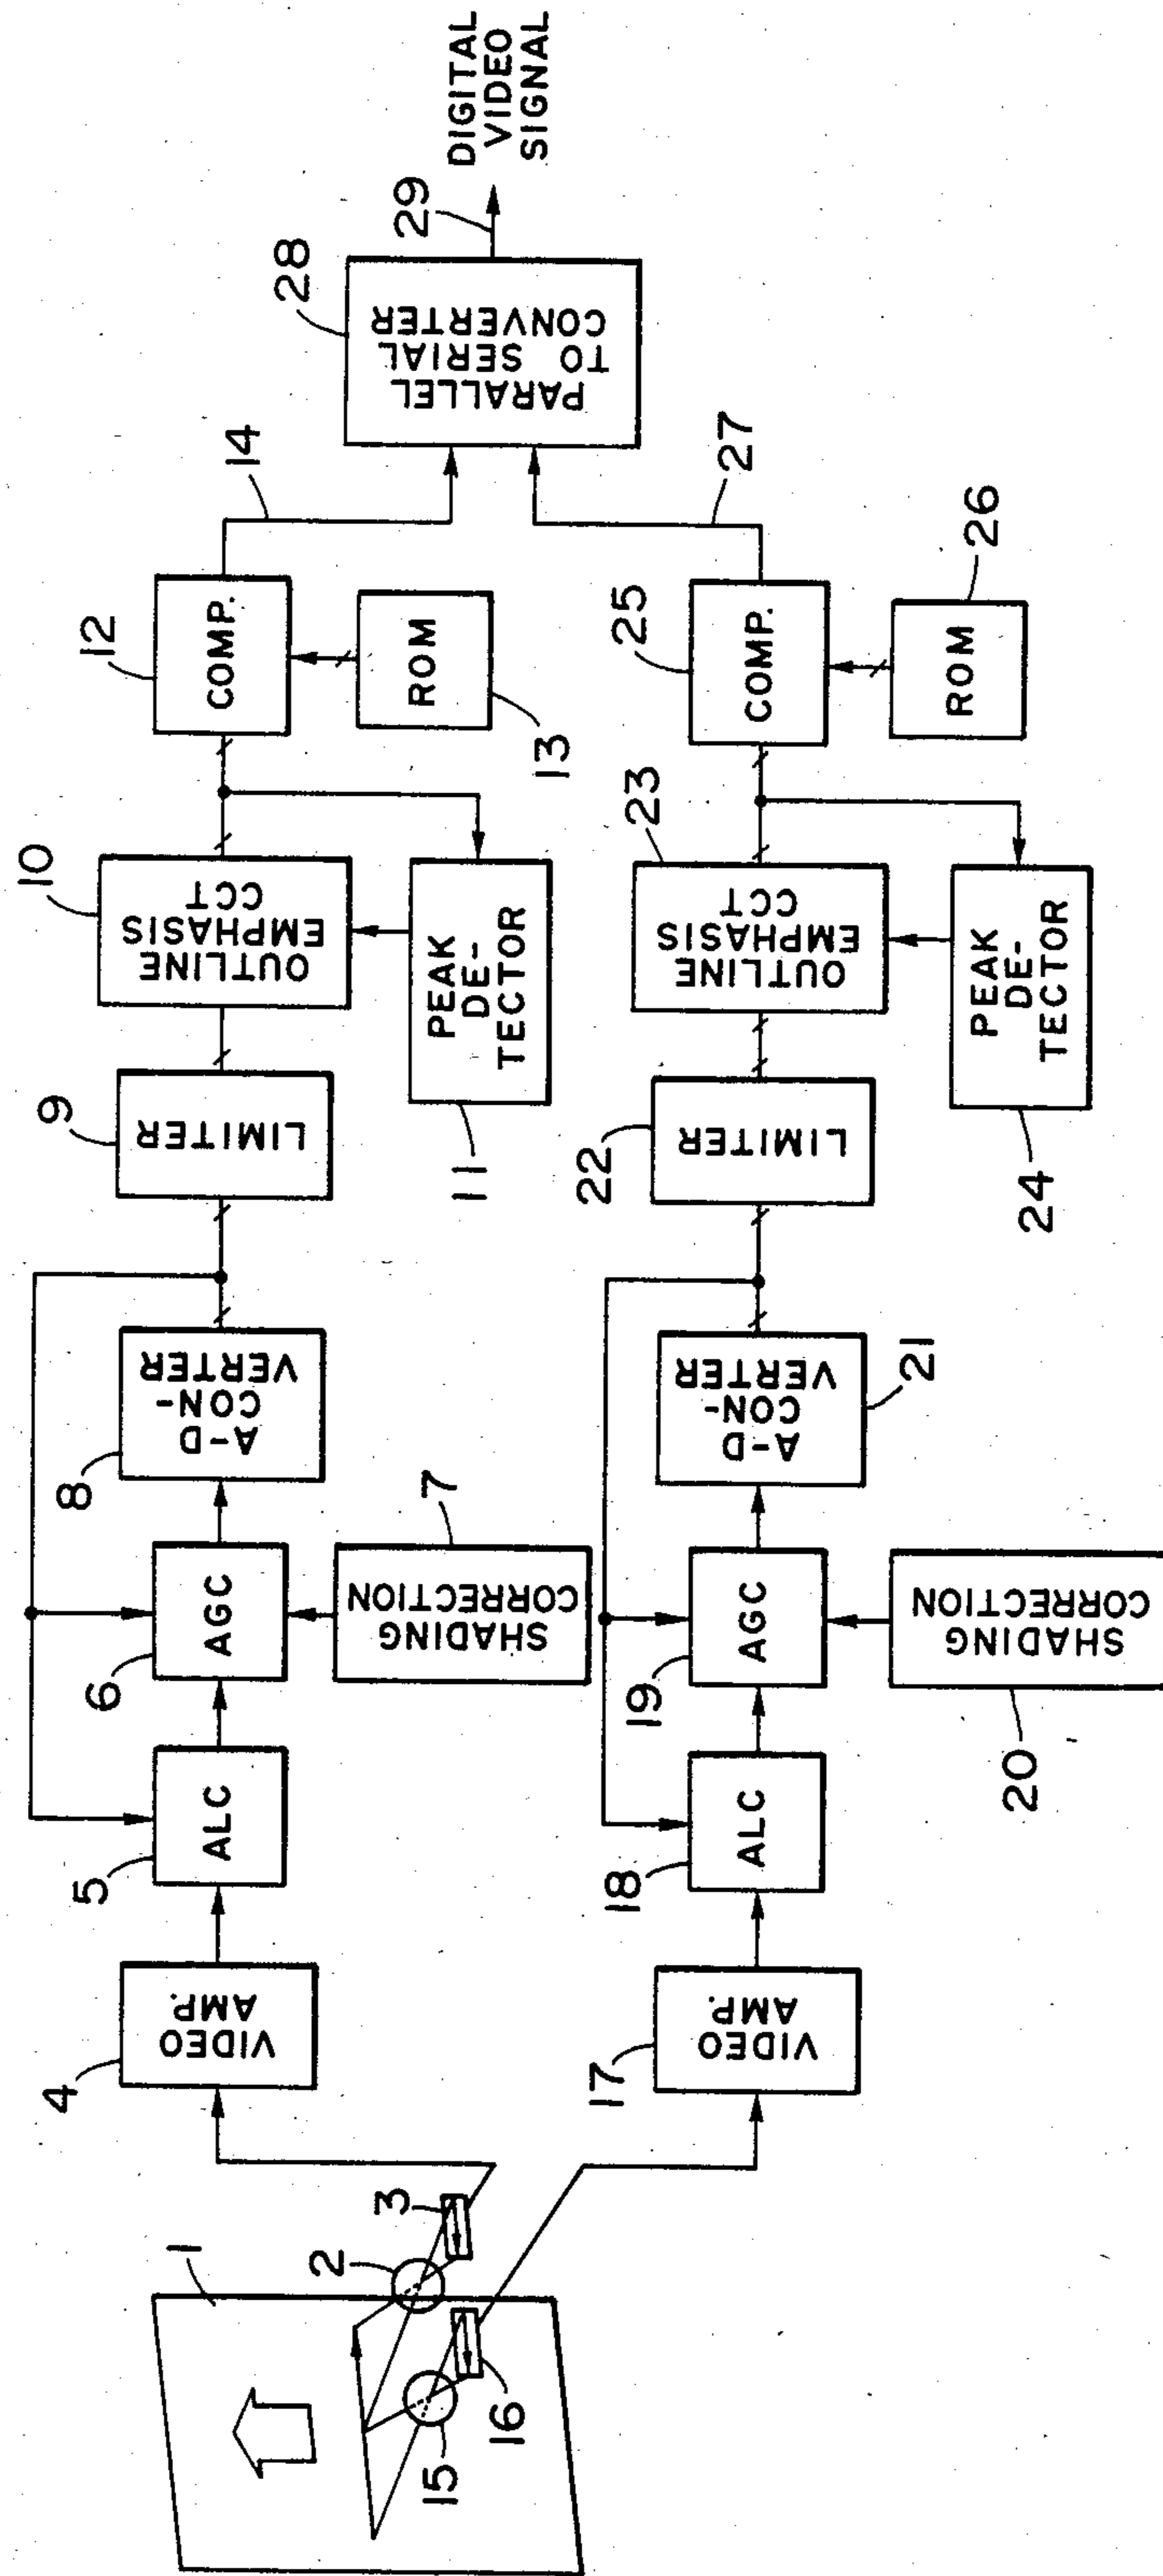 1
2
3
15
16
4
VIDEO
AMP.
5
ALC
6
AGC
7
SHADING
CORRECTION
8
A-D
CON-
VERTER
9
LIMITER
10
OUTLINE
EMPHASIS
CCT
11
PEAK
DE-
TECTOR
12
COMP.
13
ROM
14
17
VIDEO
AMP.
18
ALC
19
AGC
20
SHADING
CORRECTION
21
A-D
CON-
VERTER
22
LIMITER
23
OUTLINE
EMPHASIS
CCT
24
PEAK
DE-
TECTOR
25
COMP.
26
ROM
27
28
PARALLEL
TO SERIAL
CONVERTER
29
DIGITAL
VIDEO
SIGNAL